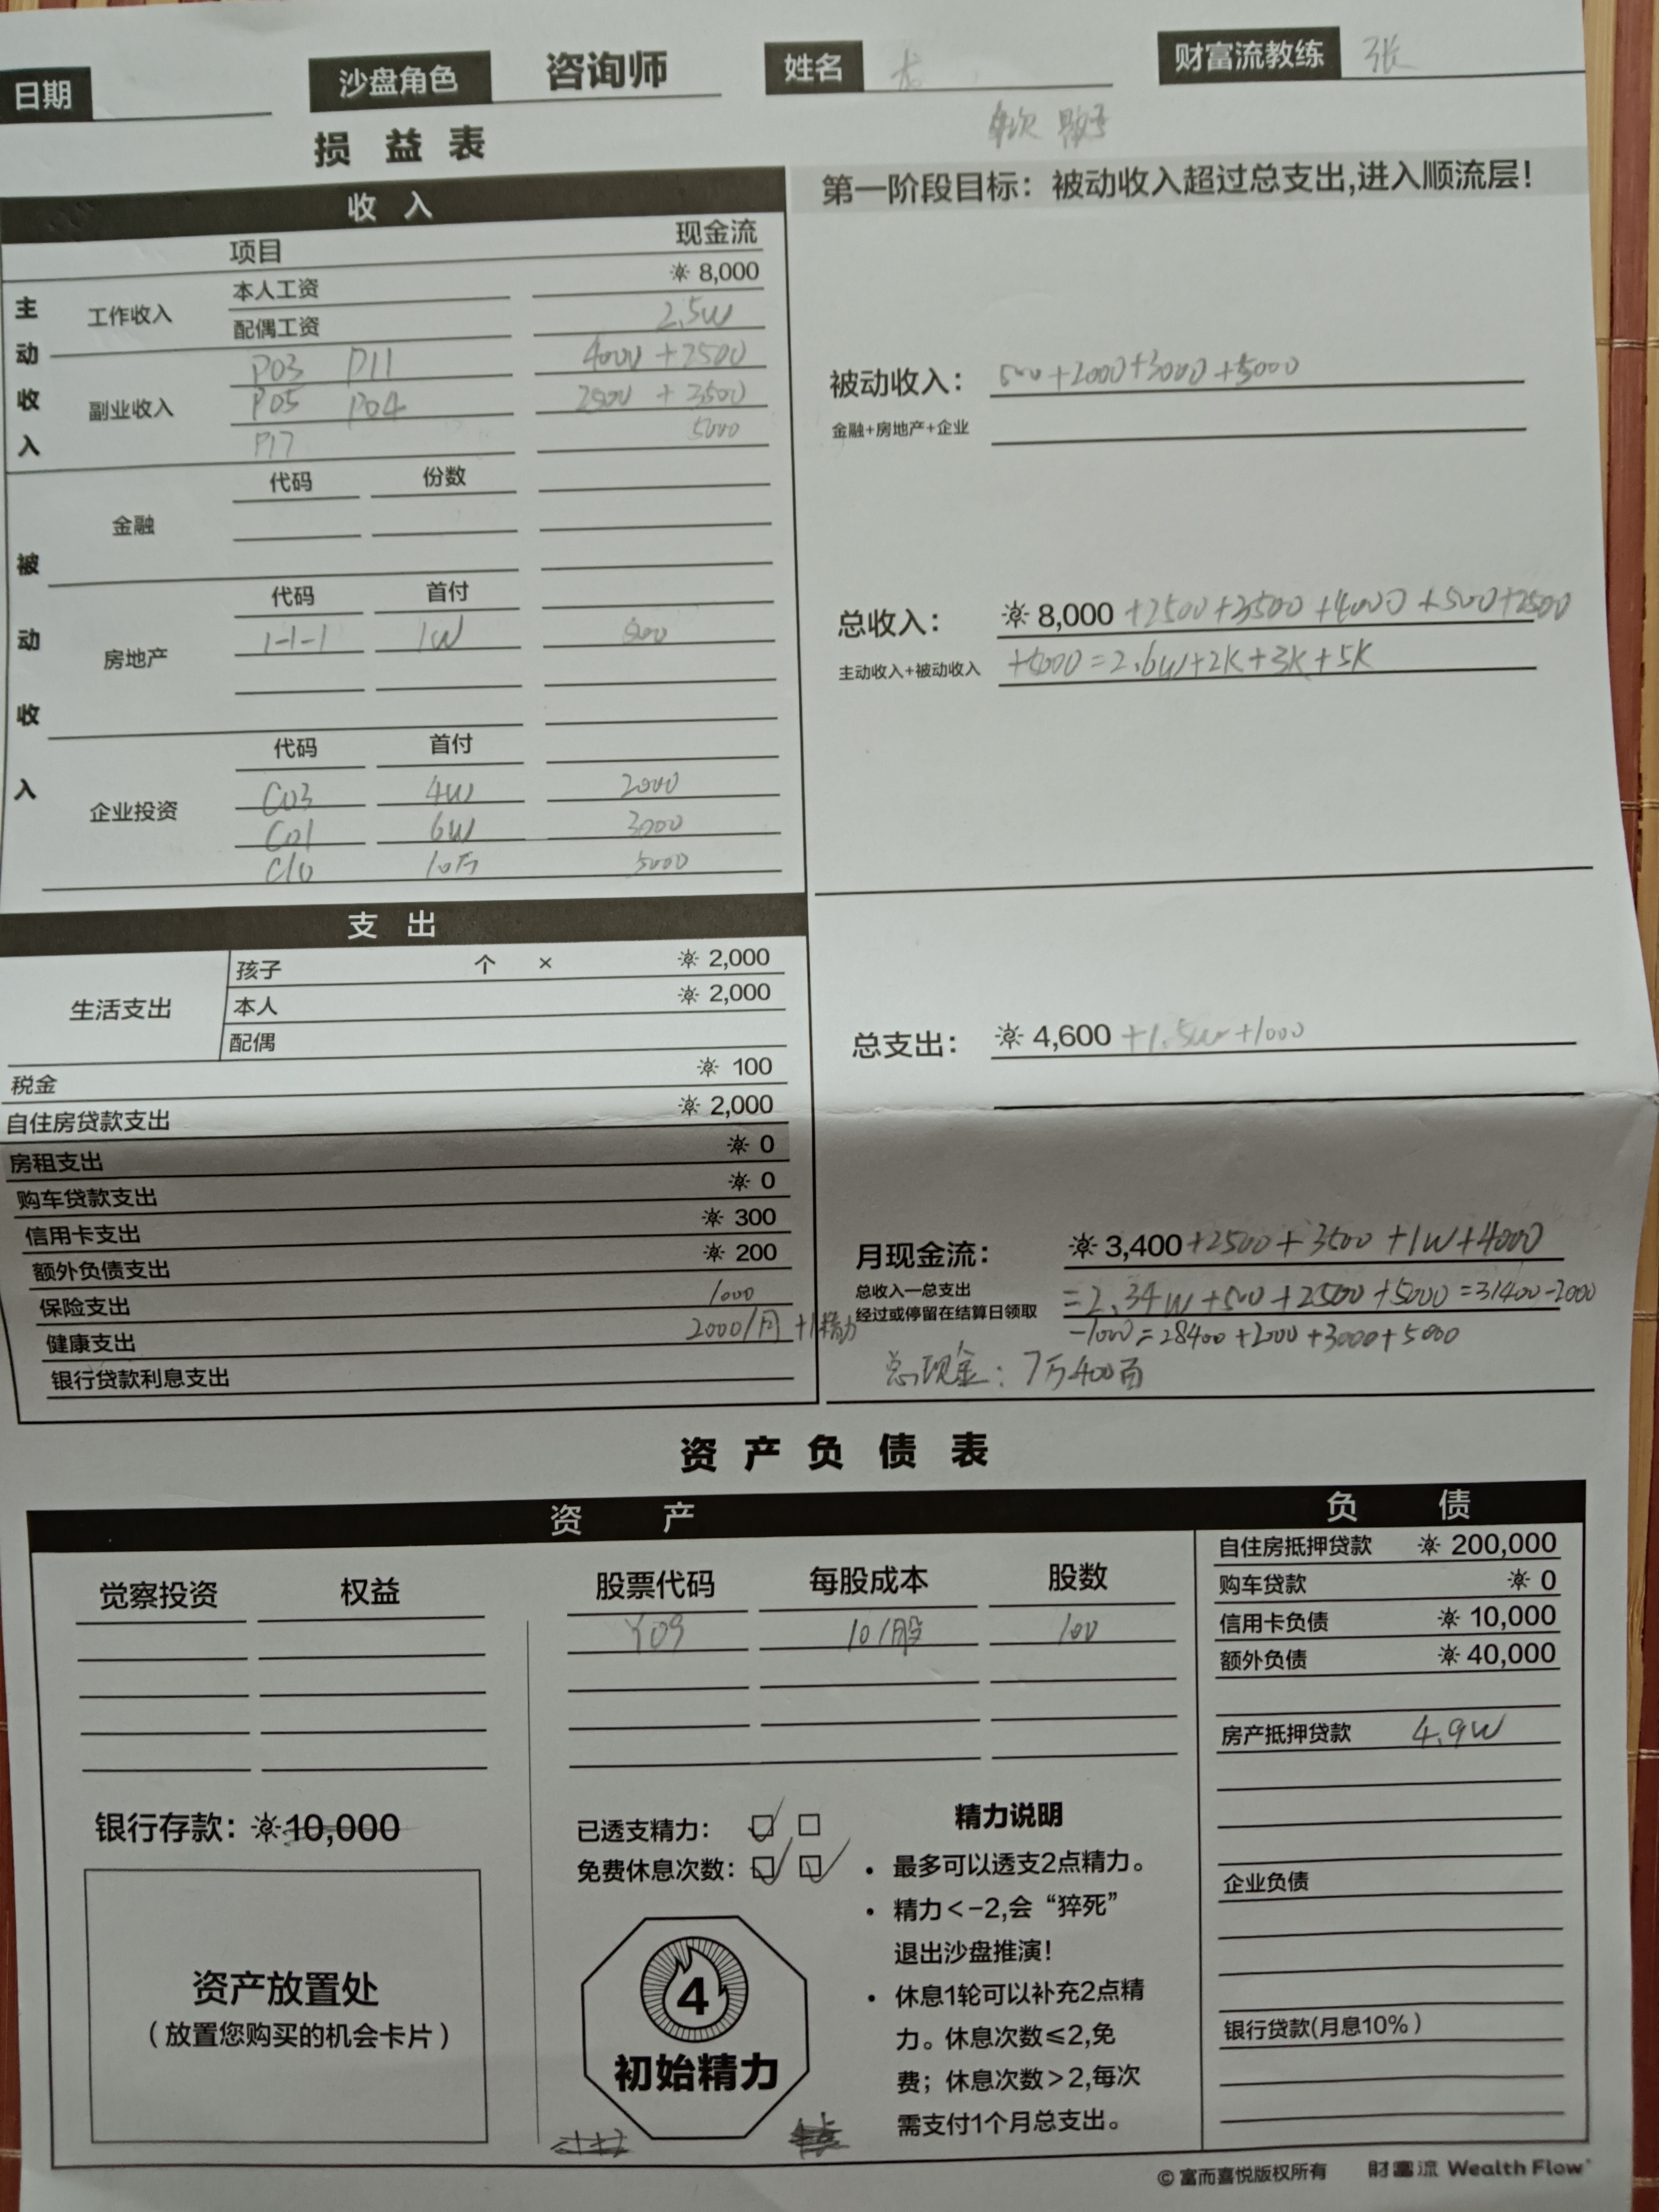 日期 沙盘角色 咨询师 姓名 财富流教练 张
损益表
收入
项目 现金流
主动收入
工作收入
本人工资 8,000
配偶工资 2.5w
副业收入
P03 P11 4000+2500
P05 P04 2500+3500
P17 5000
被动收入
金融
代码 份数
房地产
代码 首付
1-1-1 1W 500
企业投资
代码 首付
C03 4W 2000
C01 6W 3000
C10 10万 5000
第一阶段目标：被动收入超过总支出,进入顺流层！
被动收入： 500+2000+3000+5000
金融+房地产+企业
总收入： 8,000+2500+3500+4000+500+2500
主动收入+被动收入 +5000=2.6W+2K+3K+5K
支出
生活支出
孩子 个 × 2,000
本人 2,000
配偶
税金 100
自住房贷款支出 2,000
房租支出 0
购车贷款支出 0
信用卡支出 300
额外负债支出 200
保险支出 1000
健康支出 2000/月 +1精力
银行贷款利息支出
总支出： 4,600+1.5w+1000
月现金流： 3,400+2500+3500+1W+4000
总收入—总支出
经过或停留在结算日领取
=2.34W+500+2500+5000=31400-2000
-1000=28400+2000+3000+5000
总现金：7万400百
资产负债表
资产
觉察投资 权益
股票代码 每股成本 股数
Y09 10/股 100
银行存款： 10,000
资产放置处
（放置您购买的机会卡片）
已透支精力：
免费休息次数：
4
初始精力
精力说明
• 最多可以透支2点精力。
• 精力<-2,会“猝死”
退出沙盘推演！
• 休息1轮可以补充2点精
力。休息次数≤2,免
费；休息次数>2,每次
需支付1个月总支出。
负债
自住房抵押贷款 200,000
购车贷款 0
信用卡负债 10,000
额外负债 40,000
房产抵押贷款 4.9W
企业负债
银行贷款(月息10%)
© 富而喜悦版权所有 財富流 Wealth Flow